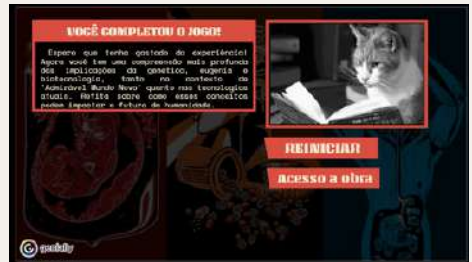 VOCÊ COMPLETOU O JOGO!
Espero que tenha gostado da experiência!
Agora você tem uma compreensão mais profunda
das implicações da genética, eugenia e
biotecnologia, tanto no contexto de
'Admirável Mundo Novo' quanto nas tecnologias
atuais. Reflita sobre como esses conceitos
podem impactar o futuro da humanidade.
REINICIAR
Acesso a obra
genially